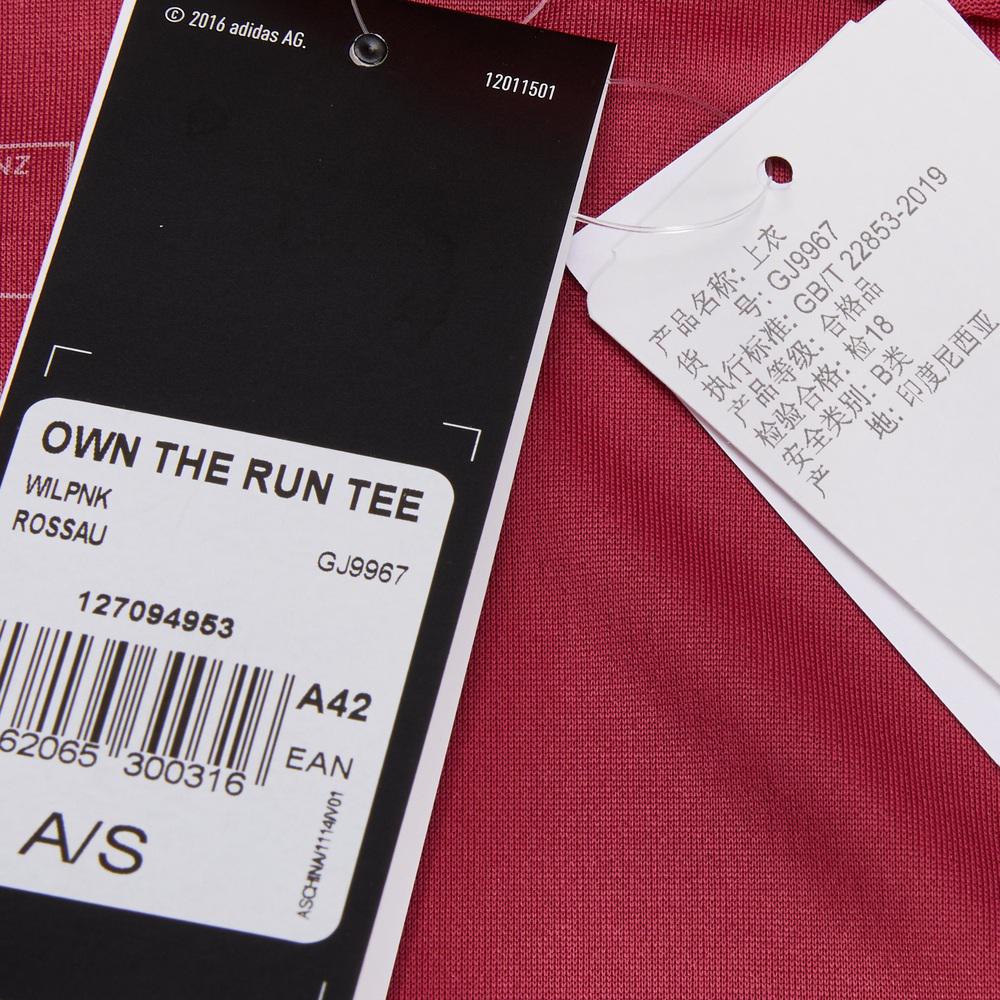 © 2016 adidas AG.
12011501
NZ
OWN THE RUN TEE
WILPNK
ROSSAU
GJ9967
127094953
A42
62065 300316
EAN
A/S
ASCHINA/1114/V01
产品名称: 上衣
货 号: GJ9967
执行标准: GB/T 22853-2019
产品等级: 合格品
检验合格: 检18
安全类别: B类
产 地: 印度尼西亚